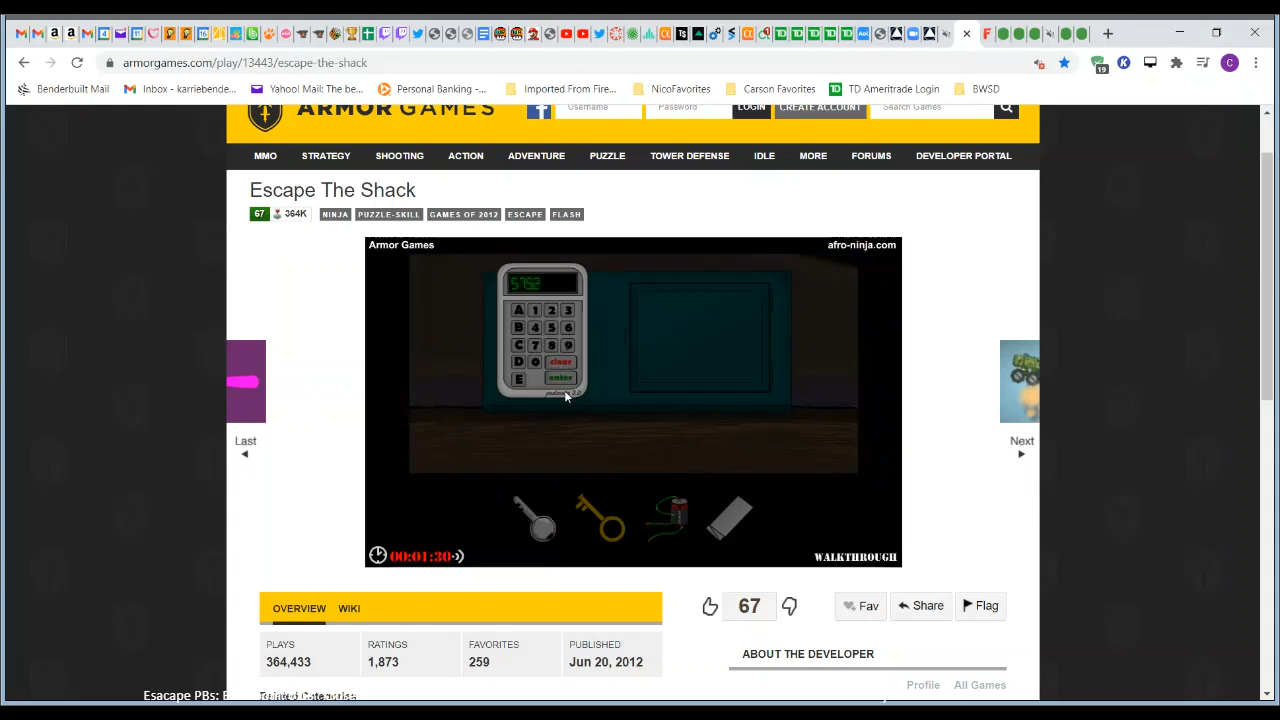 armorgames.com/play/13443/escape-the-shack
19
C
Benderbuilt Mail
Inbox - karriebende...
Yahoo! Mail: The be...
Personal Banking -...
Imported From Fire...
NicoFavorites
Carson Favorites
TD Ameritrade Login
BWSD
ARMOR GAMES
Username
Password
LOGIN
CREATE ACCOUNT
Search Games
MMO
STRATEGY
SHOOTING
ACTION
ADVENTURE
PUZZLE
TOWER DEFENSE
IDLE
MORE
FORUMS
DEVELOPER PORTAL
Escape The Shack
67
364K
NINJA
PUZZLE-SKILL
GAMES OF 2012
ESCAPE
FLASH
Armor Games
afro-ninja.com
A 1 2 3
B 4 5 6
C 7 8 9
D 0 clear
E enter
Last
Next
00:01:30
WALKTHROUGH
OVERVIEW
WIKI
67
Fav
Share
Flag
PLAYS
364,433
RATINGS
1,873
FAVORITES
259
PUBLISHED
Jun 20, 2012
ABOUT THE DEVELOPER
Profile
All Games
Esacape PBs: